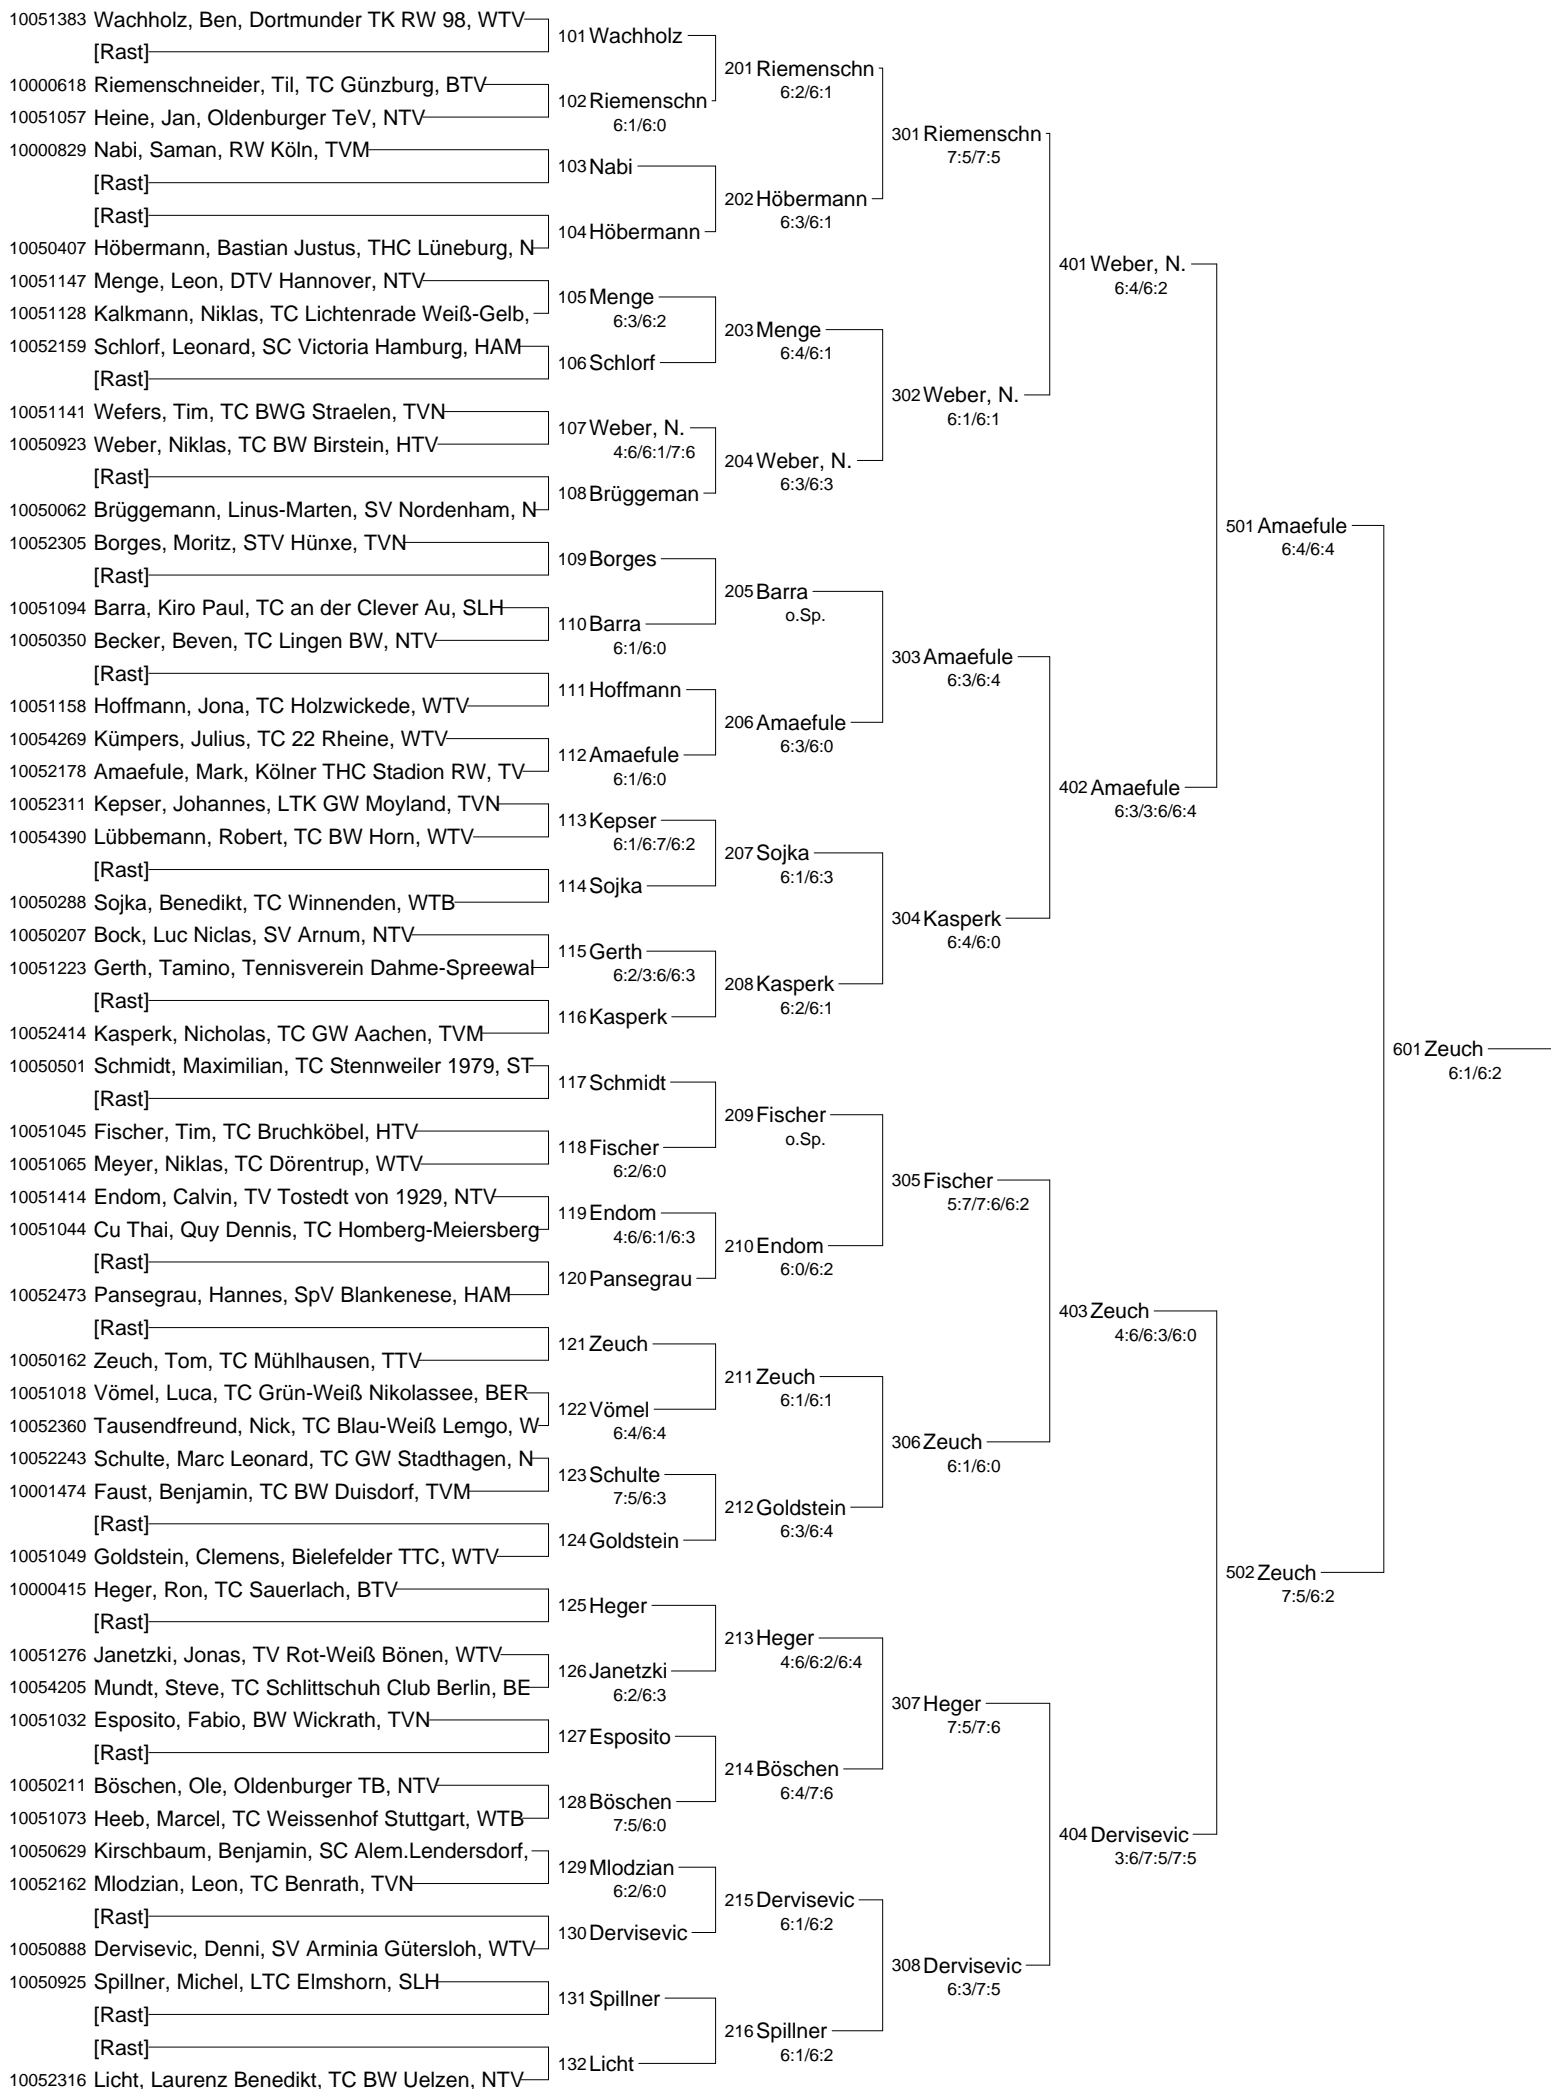 10051383 Wachholz, Ben, Dortmunder TK RW 98, WTV
[Rast]
10000618 Riemenschneider, Til, TC Günzburg, BTV
10051057 Heine, Jan, Oldenburger TeV, NTV
10000829 Nabi, Saman, RW Köln, TVM
[Rast]
[Rast]
10050407 Höbermann, Bastian Justus, THC Lüneburg, N
10051147 Menge, Leon, DTV Hannover, NTV
10051128 Kalkmann, Niklas, TC Lichtenrade Weiß-Gelb,
10052159 Schlorf, Leonard, SC Victoria Hamburg, HAM
[Rast]
10051141 Wefers, Tim, TC BWG Straelen, TVN
10050923 Weber, Niklas, TC BW Birstein, HTV
[Rast]
10050062 Brüggemann, Linus-Marten, SV Nordenham, N
10052305 Borges, Moritz, STV Hünxe, TVN
[Rast]
10051094 Barra, Kiro Paul, TC an der Clever Au, SLH
10050350 Becker, Beven, TC Lingen BW, NTV
[Rast]
10051158 Hoffmann, Jona, TC Holzwickede, WTV
10054269 Kümpers, Julius, TC 22 Rheine, WTV
10052178 Amaefule, Mark, Kölner THC Stadion RW, TV
10052311 Kepser, Johannes, LTK GW Moyland, TVN
10054390 Lübbemann, Robert, TC BW Horn, WTV
[Rast]
10050288 Sojka, Benedikt, TC Winnenden, WTB
10050207 Bock, Luc Niclas, SV Arnum, NTV
10051223 Gerth, Tamino, Tennisverein Dahme-Spreewal
[Rast]
10052414 Kasperk, Nicholas, TC GW Aachen, TVM
10050501 Schmidt, Maximilian, TC Stennweiler 1979, ST
[Rast]
10051045 Fischer, Tim, TC Bruchköbel, HTV
10051065 Meyer, Niklas, TC Dörentrup, WTV
10051414 Endom, Calvin, TV Tostedt von 1929, NTV
10051044 Cu Thai, Quy Dennis, TC Homberg-Meiersberg
[Rast]
10052473 Pansegrau, Hannes, SpV Blankenese, HAM
[Rast]
10050162 Zeuch, Tom, TC Mühlhausen, TTV
10051018 Vömel, Luca, TC Grün-Weiß Nikolassee, BER
10052360 Tausendfreund, Nick, TC Blau-Weiß Lemgo, W
10052243 Schulte, Marc Leonard, TC GW Stadthagen, N
10001474 Faust, Benjamin, TC BW Duisdorf, TVM
[Rast]
10051049 Goldstein, Clemens, Bielefelder TTC, WTV
10000415 Heger, Ron, TC Sauerlach, BTV
[Rast]
10051276 Janetzki, Jonas, TV Rot-Weiß Bönen, WTV
10054205 Mundt, Steve, TC Schlittschuh Club Berlin, BE
10051032 Esposito, Fabio, BW Wickrath, TVN
[Rast]
10050211 Böschen, Ole, Oldenburger TB, NTV
10051073 Heeb, Marcel, TC Weissenhof Stuttgart, WTB
10050629 Kirschbaum, Benjamin, SC Alem.Lendersdorf,
10052162 Mlodzian, Leon, TC Benrath, TVN
[Rast]
10050888 Dervisevic, Denni, SV Arminia Gütersloh, WTV
10050925 Spillner, Michel, LTC Elmshorn, SLH
[Rast]
[Rast]
10052316 Licht, Laurenz Benedikt, TC BW Uelzen, NTV
101 Wachholz
102 Riemenschn
6:1/6:0
103 Nabi
104 Höbermann
105 Menge
6:3/6:2
106 Schlorf
107 Weber, N.
4:6/6:1/7:6
108 Brüggeman
109 Borges
110 Barra
6:1/6:0
111 Hoffmann
112 Amaefule
6:1/6:0
113 Kepser
6:1/6:7/6:2
114 Sojka
115 Gerth
6:2/3:6/6:3
116 Kasperk
117 Schmidt
118 Fischer
6:2/6:0
119 Endom
4:6/6:1/6:3
120 Pansegrau
121 Zeuch
122 Vömel
6:4/6:4
123 Schulte
7:5/6:3
124 Goldstein
125 Heger
126 Janetzki
6:2/6:3
127 Esposito
128 Böschen
7:5/6:0
129 Mlodzian
6:2/6:0
130 Dervisevic
131 Spillner
132 Licht
201 Riemenschn
6:2/6:1
202 Höbermann
6:3/6:1
203 Menge
6:4/6:1
204 Weber, N.
6:3/6:3
205 Barra
o.Sp.
206 Amaefule
6:3/6:0
207 Sojka
6:1/6:3
208 Kasperk
6:2/6:1
209 Fischer
o.Sp.
210 Endom
6:0/6:2
211 Zeuch
6:1/6:1
212 Goldstein
6:3/6:4
213 Heger
4:6/6:2/6:4
214 Böschen
6:4/7:6
215 Dervisevic
6:1/6:2
216 Spillner
6:1/6:2
301 Riemenschn
7:5/7:5
302 Weber, N.
6:1/6:1
303 Amaefule
6:3/6:4
304 Kasperk
6:4/6:0
305 Fischer
5:7/7:6/6:2
306 Zeuch
6:1/6:0
307 Heger
7:5/7:6
308 Dervisevic
6:3/7:5
401 Weber, N.
6:4/6:2
402 Amaefule
6:3/3:6/6:4
403 Zeuch
4:6/6:3/6:0
404 Dervisevic
3:6/7:5/7:5
501 Amaefule
6:4/6:4
502 Zeuch
7:5/6:2
601 Zeuch
6:1/6:2